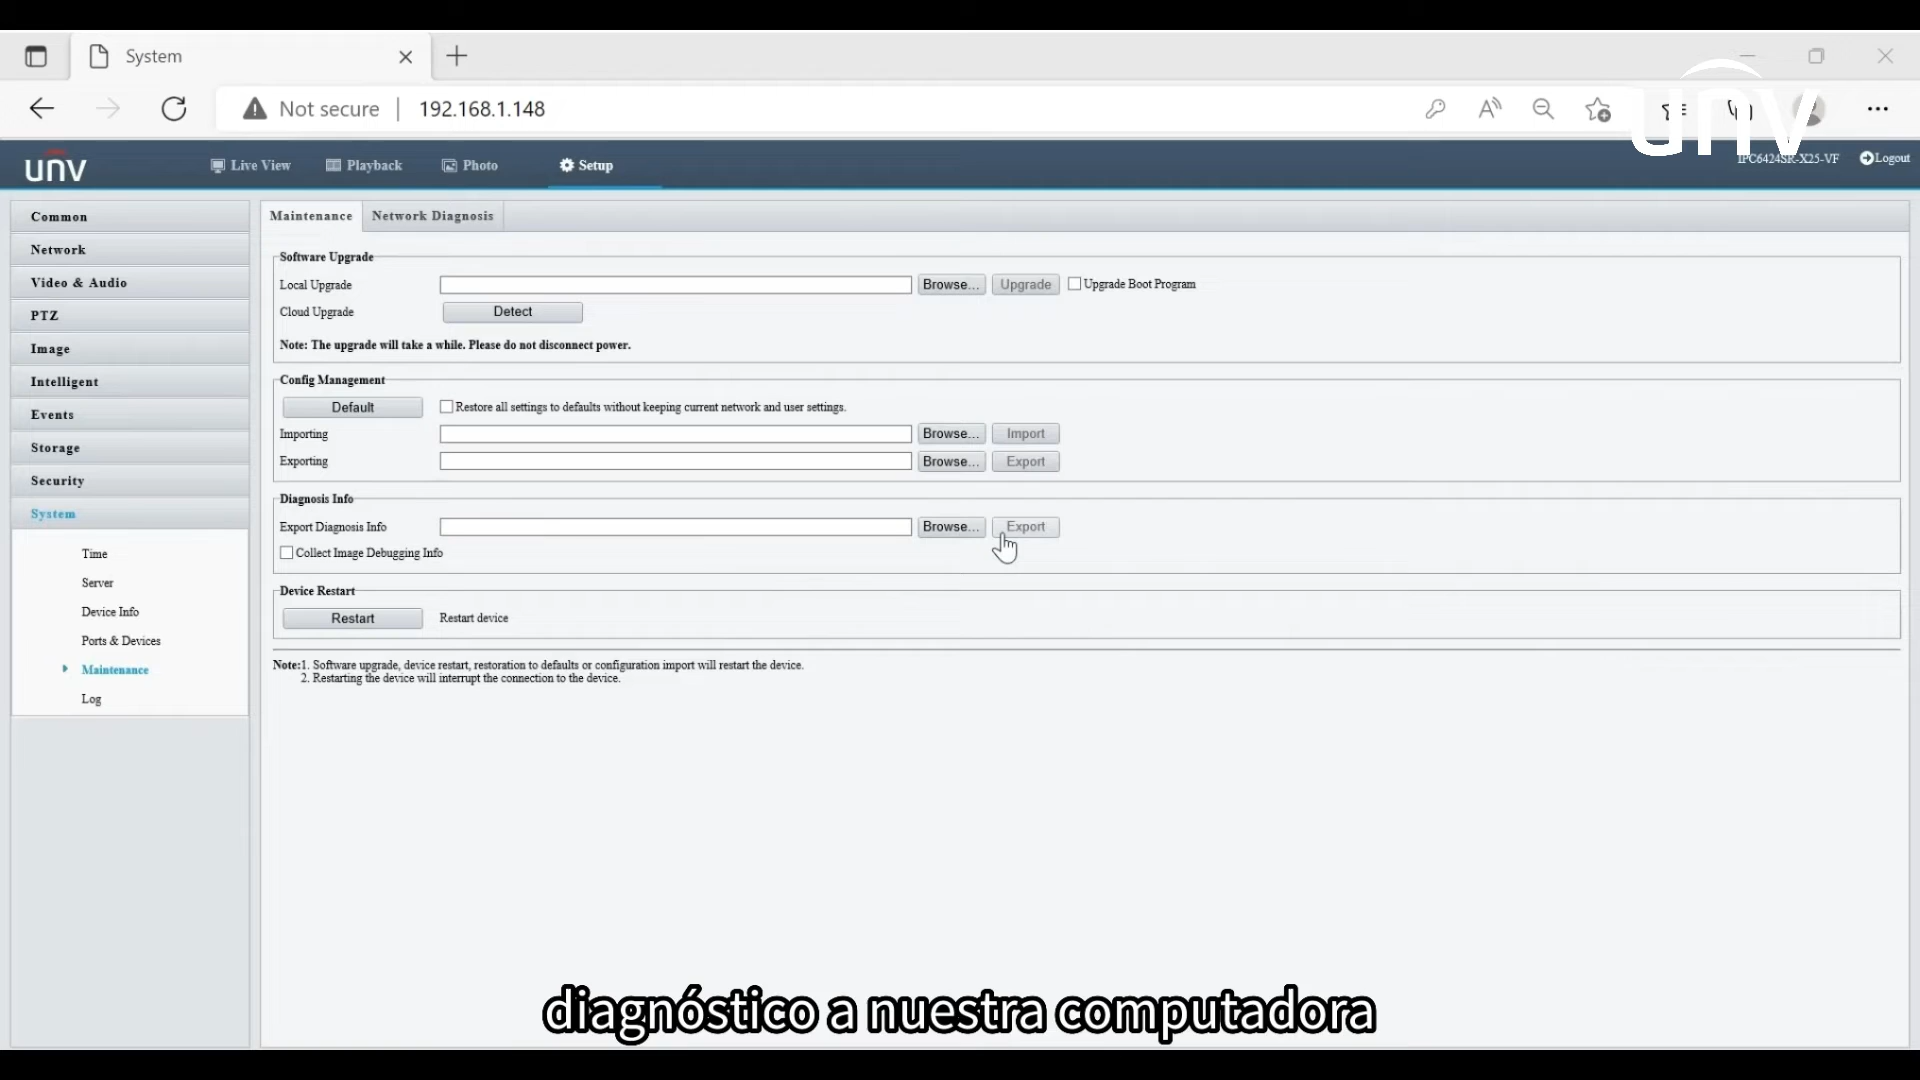 System
Not secure
192.168.1.148
unv
unv
Live View
Playback
Photo
Setup
IPC6424SR-X25-VF
Logout
Common
Network
Video & Audio
PTZ
Image
Intelligent
Events
Storage
Security
System
Time
Server
Device Info
Ports & Devices
Maintenance
Log
Maintenance
Network Diagnosis
Software Upgrade
Local Upgrade Browse... Upgrade Upgrade Boot Program
Cloud Upgrade Detect
Note: The upgrade will take a while. Please do not disconnect power.
Config Management
Default Restore all settings to defaults without keeping current network and user settings.
Importing Browse... Import
Exporting Browse... Export
Diagnosis Info
Export Diagnosis Info Browse... Export
Collect Image Debugging Info
Device Restart
Restart Restart device
Note:1. Software upgrade, device restart, restoration to defaults or configuration import will restart the device.
2. Restarting the device will interrupt the connection to the device.
diagnóstico a nuestra computadora